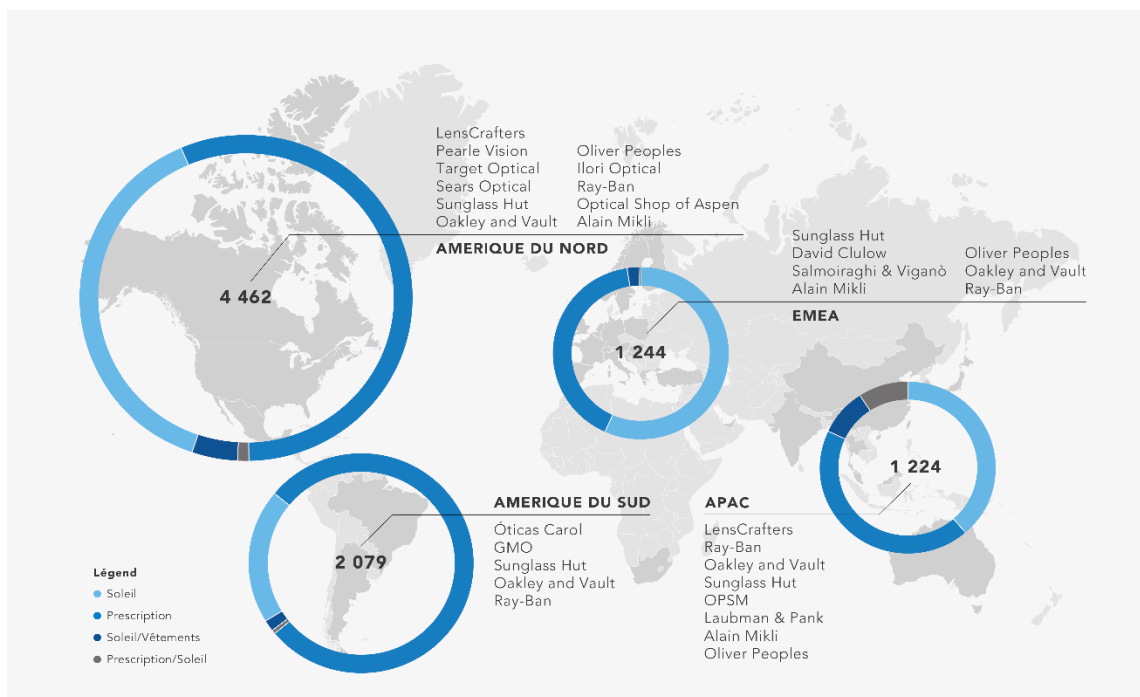 LensCrafters
Pearle Vision
Target Optical
Sears Optical
Sunglass Hut
Oakley and Vault
Oliver Peoples
Ilori Optical
Ray-Ban
Optical Shop of Aspen
Alain Mikli
AMERIQUE DU NORD
4 462
Sunglass Hut
David Clulow
Salmoiraghi & Viganò
Alain Mikli
Oliver Peoples
Oakley and Vault
Ray-Ban
EMEA
1 244
1 224
AMERIQUE DU SUD
Óticas Carol
GMO
Sunglass Hut
Oakley and Vault
Ray-Ban
2 079
APAC
LensCrafters
Ray-Ban
Oakley and Vault
Sunglass Hut
OPSM
Laubman & Pank
Alain Mikli
Oliver Peoples
Légend
Soleil
Prescription
Soleil/Vêtements
Prescription/Soleil